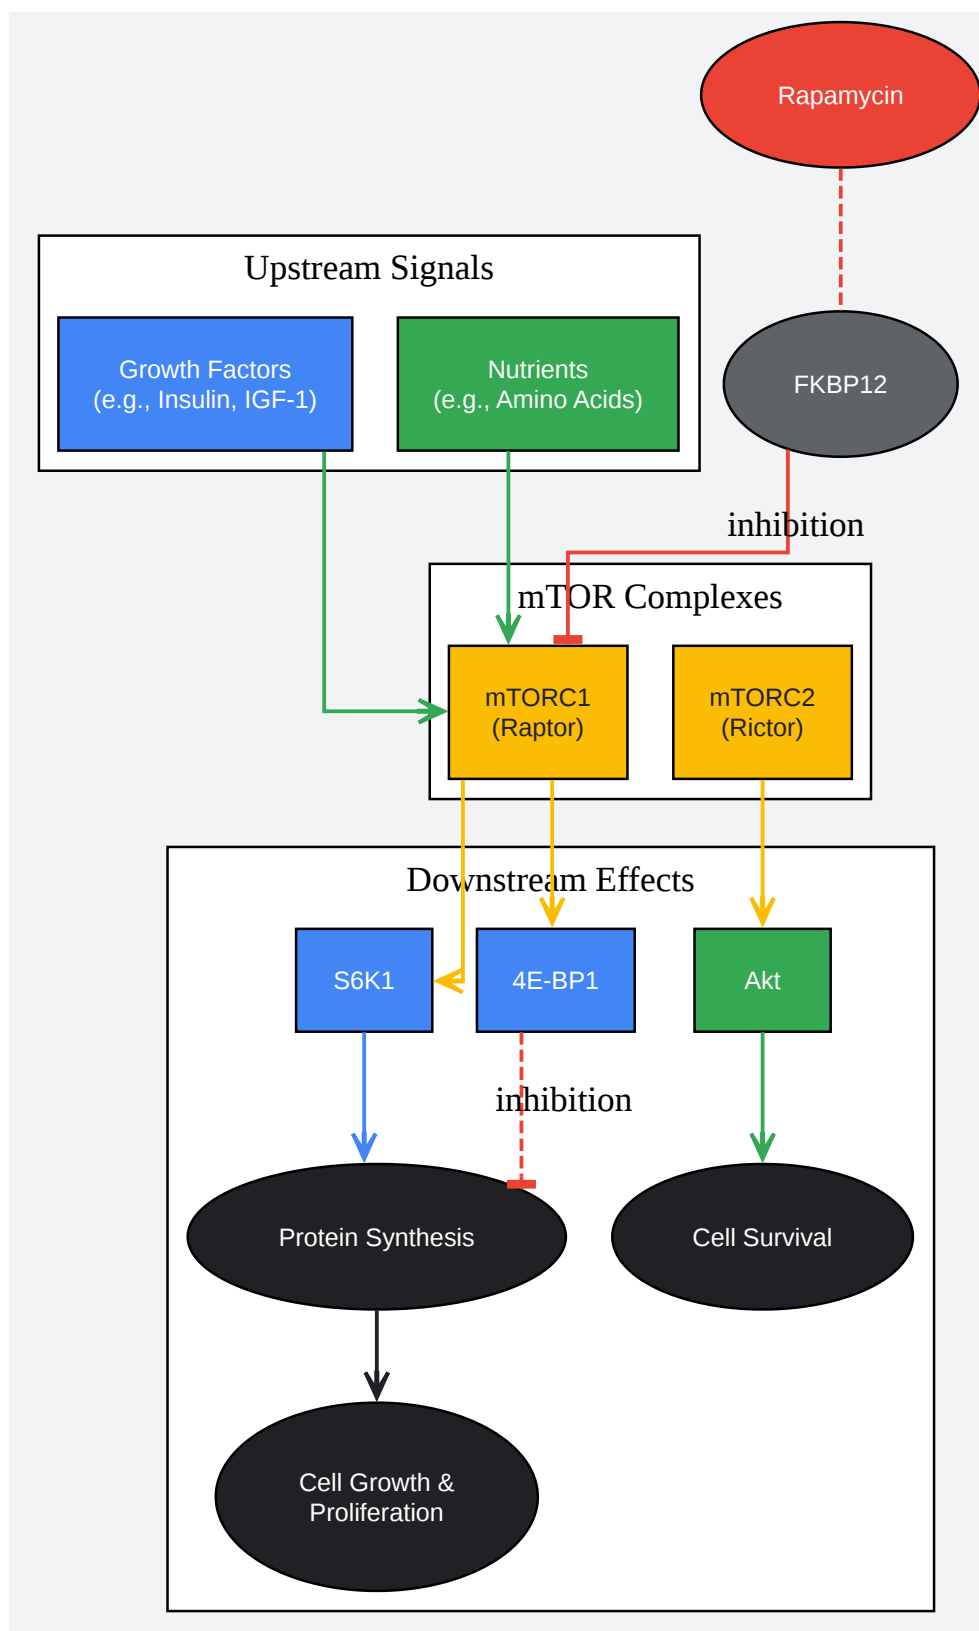 Rapamycin
Upstream Signals
Growth Factors
(e.g., Insulin, IGF-1)
Nutrients
(e.g., Amino Acids)
FKBP12
inhibition
mTOR Complexes
mTORC1
(Raptor)
mTORC2
(Rictor)
Downstream Effects
S6K1
4E-BP1
Akt
inhibition
Protein Synthesis
Cell Survival
Cell Growth &
Proliferation